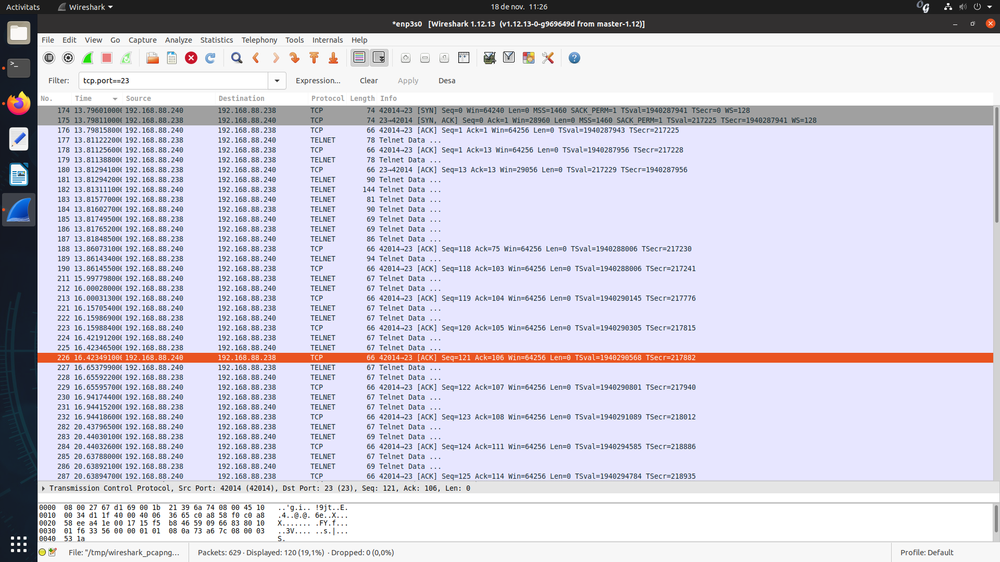 Activitats Wireshark 18 de nov. 11:26
*enp3s0 [Wireshark 1.12.13 (v1.12.13-0-g969649d from master-1.12)]
File Edit View Go Capture Analyze Statistics Telephony Tools Internals Help
Filter: tcp.port==23 Expression... Clear Apply Desa
No. Time Source Destination Protocol Length Info
174 13.796010000 192.168.88.240 192.168.88.238 TCP 74 42014→23 [SYN] Seq=0 Win=64240 Len=0 MSS=1460 SACK_PERM=1 TSval=1940287941 TSecr=0 WS=128
175 13.798110000 192.168.88.238 192.168.88.240 TCP 74 23→42014 [SYN, ACK] Seq=0 Ack=1 Win=28960 Len=0 MSS=1460 SACK_PERM=1 TSval=217225 TSecr=1940287941 WS=128
176 13.798158000 192.168.88.240 192.168.88.238 TCP 66 42014→23 [ACK] Seq=1 Ack=1 Win=64256 Len=0 TSval=1940287943 TSecr=217225
177 13.811222000 192.168.88.238 192.168.88.240 TELNET 78 Telnet Data ...
178 13.811256000 192.168.88.240 192.168.88.238 TCP 66 42014→23 [ACK] Seq=1 Ack=13 Win=64256 Len=0 TSval=1940287956 TSecr=217228
179 13.811388000 192.168.88.240 192.168.88.238 TELNET 78 Telnet Data ...
180 13.812941000 192.168.88.238 192.168.88.240 TCP 66 23→42014 [ACK] Seq=13 Ack=13 Win=29056 Len=0 TSval=217229 TSecr=1940287956
181 13.812942000 192.168.88.238 192.168.88.240 TELNET 90 Telnet Data ...
182 13.813111000 192.168.88.240 192.168.88.238 TELNET 144 Telnet Data ...
183 13.815770000 192.168.88.238 192.168.88.240 TELNET 81 Telnet Data ...
184 13.816027000 192.168.88.240 192.168.88.238 TELNET 90 Telnet Data ...
185 13.817495000 192.168.88.238 192.168.88.240 TELNET 69 Telnet Data ...
186 13.817652000 192.168.88.240 192.168.88.238 TELNET 69 Telnet Data ...
187 13.818485000 192.168.88.238 192.168.88.240 TELNET 86 Telnet Data ...
188 13.860731000 192.168.88.240 192.168.88.238 TCP 66 42014→23 [ACK] Seq=118 Ack=75 Win=64256 Len=0 TSval=1940288006 TSecr=217230
189 13.861434000 192.168.88.238 192.168.88.240 TELNET 94 Telnet Data ...
190 13.861455000 192.168.88.240 192.168.88.238 TCP 66 42014→23 [ACK] Seq=118 Ack=103 Win=64256 Len=0 TSval=1940288006 TSecr=217241
211 15.997798000 192.168.88.240 192.168.88.238 TELNET 67 Telnet Data ...
212 16.000280000 192.168.88.238 192.168.88.240 TELNET 67 Telnet Data ...
213 16.000313000 192.168.88.240 192.168.88.238 TCP 66 42014→23 [ACK] Seq=119 Ack=104 Win=64256 Len=0 TSval=1940290145 TSecr=217776
221 16.157054000 192.168.88.240 192.168.88.238 TELNET 67 Telnet Data ...
222 16.159869000 192.168.88.238 192.168.88.240 TELNET 67 Telnet Data ...
223 16.159884000 192.168.88.240 192.168.88.238 TCP 66 42014→23 [ACK] Seq=120 Ack=105 Win=64256 Len=0 TSval=1940290305 TSecr=217815
224 16.421912000 192.168.88.240 192.168.88.238 TELNET 67 Telnet Data ...
225 16.423465000 192.168.88.238 192.168.88.240 TELNET 67 Telnet Data ...
226 16.423491000 192.168.88.240 192.168.88.238 TCP 66 42014→23 [ACK] Seq=121 Ack=106 Win=64256 Len=0 TSval=1940290568 TSecr=217882
227 16.653799000 192.168.88.240 192.168.88.238 TELNET 67 Telnet Data ...
228 16.655922000 192.168.88.238 192.168.88.240 TELNET 67 Telnet Data ...
229 16.655957000 192.168.88.240 192.168.88.238 TCP 66 42014→23 [ACK] Seq=122 Ack=107 Win=64256 Len=0 TSval=1940290801 TSecr=217940
230 16.941744000 192.168.88.240 192.168.88.238 TELNET 67 Telnet Data ...
231 16.944152000 192.168.88.238 192.168.88.240 TELNET 67 Telnet Data ...
232 16.944186000 192.168.88.240 192.168.88.238 TCP 66 42014→23 [ACK] Seq=123 Ack=108 Win=64256 Len=0 TSval=1940291089 TSecr=218012
282 20.437965000 192.168.88.240 192.168.88.238 TELNET 67 Telnet Data ...
283 20.440301000 192.168.88.238 192.168.88.240 TELNET 69 Telnet Data ...
284 20.440326000 192.168.88.240 192.168.88.238 TCP 66 42014→23 [ACK] Seq=124 Ack=111 Win=64256 Len=0 TSval=1940294585 TSecr=218886
285 20.637880000 192.168.88.240 192.168.88.238 TELNET 67 Telnet Data ...
286 20.638921000 192.168.88.238 192.168.88.240 TELNET 69 Telnet Data ...
287 20.638947000 192.168.88.240 192.168.88.238 TCP 66 42014→23 [ACK] Seq=125 Ack=114 Win=64256 Len=0 TSval=1940294784 TSecr=218935
Transmission Control Protocol, Src Port: 42014 (42014), Dst Port: 23 (23), Seq: 121, Ack: 106, Len: 0
0000 08 00 27 67 d1 69 00 1b 21 39 6a 74 08 00 45 10 ..'g.i.. !9jt..E.
0010 00 34 d1 1f 40 00 40 06 36 65 c0 a8 58 f0 c0 a8 .4..@.@. 6e..X...
0020 58 ee a4 1e 00 17 15 f5 b8 46 59 09 66 83 80 10 X....... .FY.f...
0030 01 f6 33 56 00 00 01 01 08 0a 73 a6 7c 08 00 03 ..3V.... ..s.|...
0040 53 1a S.
File: "/tmp/wireshark_pcapng... Packets: 629 · Displayed: 120 (19,1%) · Dropped: 0 (0,0%) Profile: Default